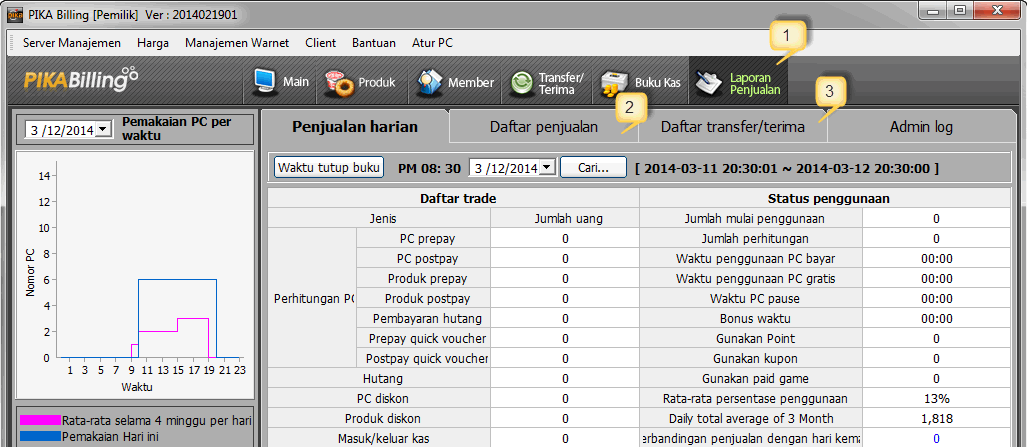 PIKA Billing [Pemilik] Ver : 2014021901
Server Manajemen Harga Manajemen Warnet Client Bantuan Atur PC
1
PIKABilling
Main
Produk
Member
Transfer/
Terima
Buku Kas
Laporan
Penjualan
2
3
3 /12/2014
Pemakaian PC per
waktu
Penjualan harian
Daftar penjualan
Daftar transfer/terima
Admin log
Waktu tutup buku PM 08: 30 3 /12/2014 Cari... [ 2014-03-11 20:30:01 ~ 2014-03-12 20:30:00 ]
14
12
10
8
6
4
2
0
Nomor PC
1 3 5 7 9 11 13 15 17 19 21 23
Waktu
Rata-rata selama 4 minggu per hari
Pemakaian Hari ini
Daftar trade Status penggunaan
Jenis Jumlah uang Jumlah mulai penggunaan 0
PC prepay 0 Jumlah perhitungan 0
PC postpay 0 Waktu penggunaan PC bayar 00:00
Produk prepay 0 Waktu penggunaan PC gratis 00:00
Perhitungan PC Produk postpay 0 Waktu PC pause 00:00
Pembayaran hutang 0 Bonus waktu 00:00
Prepay quick voucher 0 Gunakan Point 0
Postpay quick voucher 0 Gunakan kupon 0
Hutang 0 Gunakan paid game 0
PC diskon 0 Rata-rata persentase penggunaan 13%
Produk diskon 0 Daily total average of 3 Month 1,818
Masuk/keluar kas 0 erbandingan penjualan dengan hari kema 0